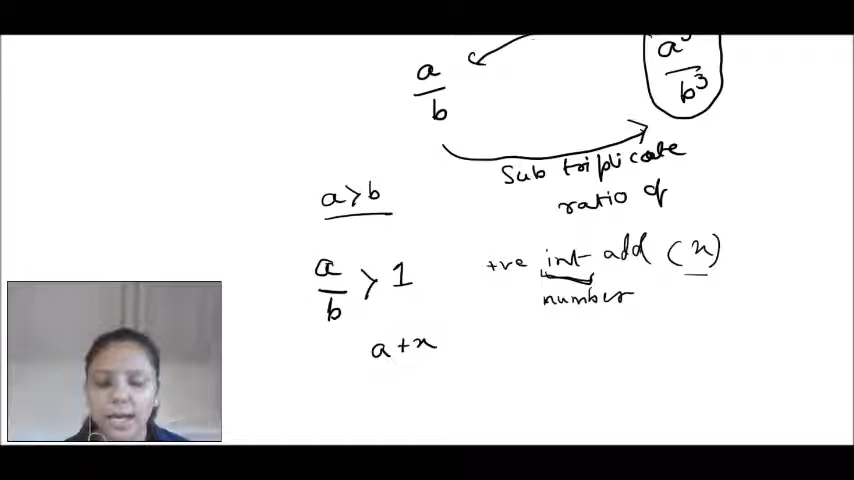 a
b
a³
b³
Sub triplicate
ratio of
a>b
a
b
> 1
+ve int add (x)
number
a+x